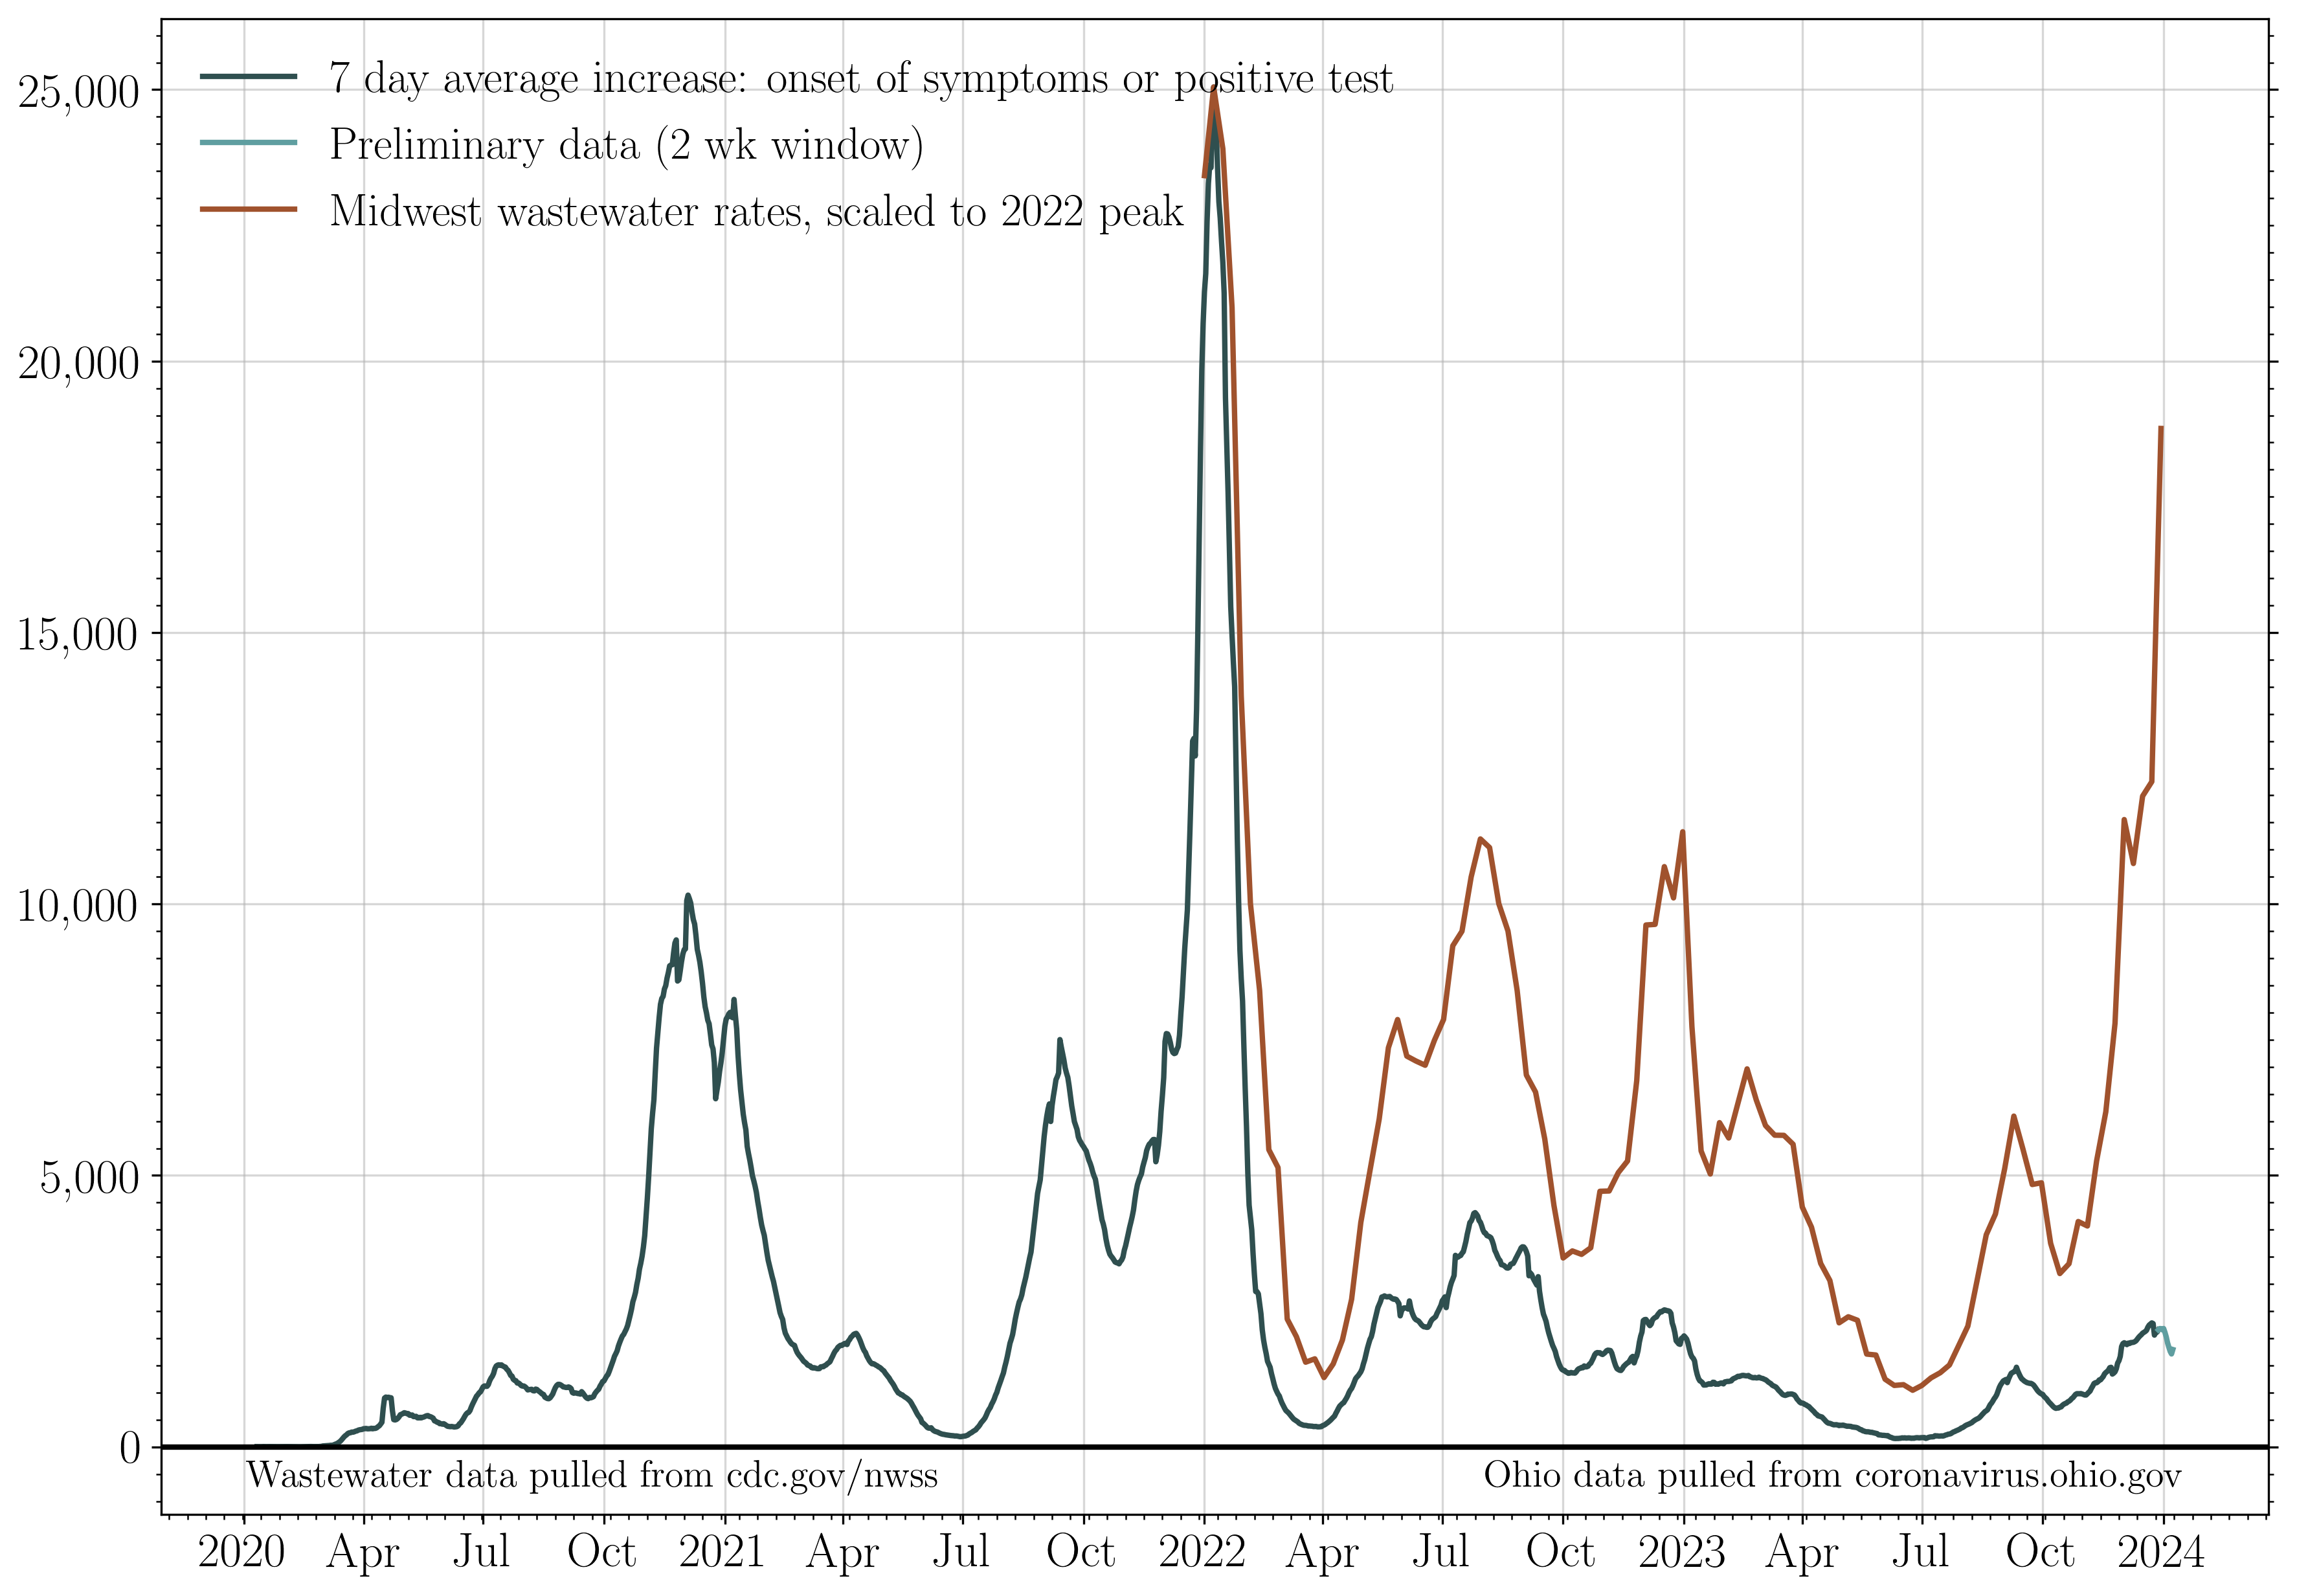 7 day average increase: onset of symptoms or positive test
Preliminary data (2 wk window)
Midwest wastewater rates, scaled to 2022 peak
25,000
20,000
15,000
10,000
5,000
0
Wastewater data pulled from cdc.gov/nwss
Ohio data pulled from coronavirus.ohio.gov
2020 Apr Jul Oct 2021 Apr Jul Oct 2022 Apr Jul Oct 2023 Apr Jul Oct 2024